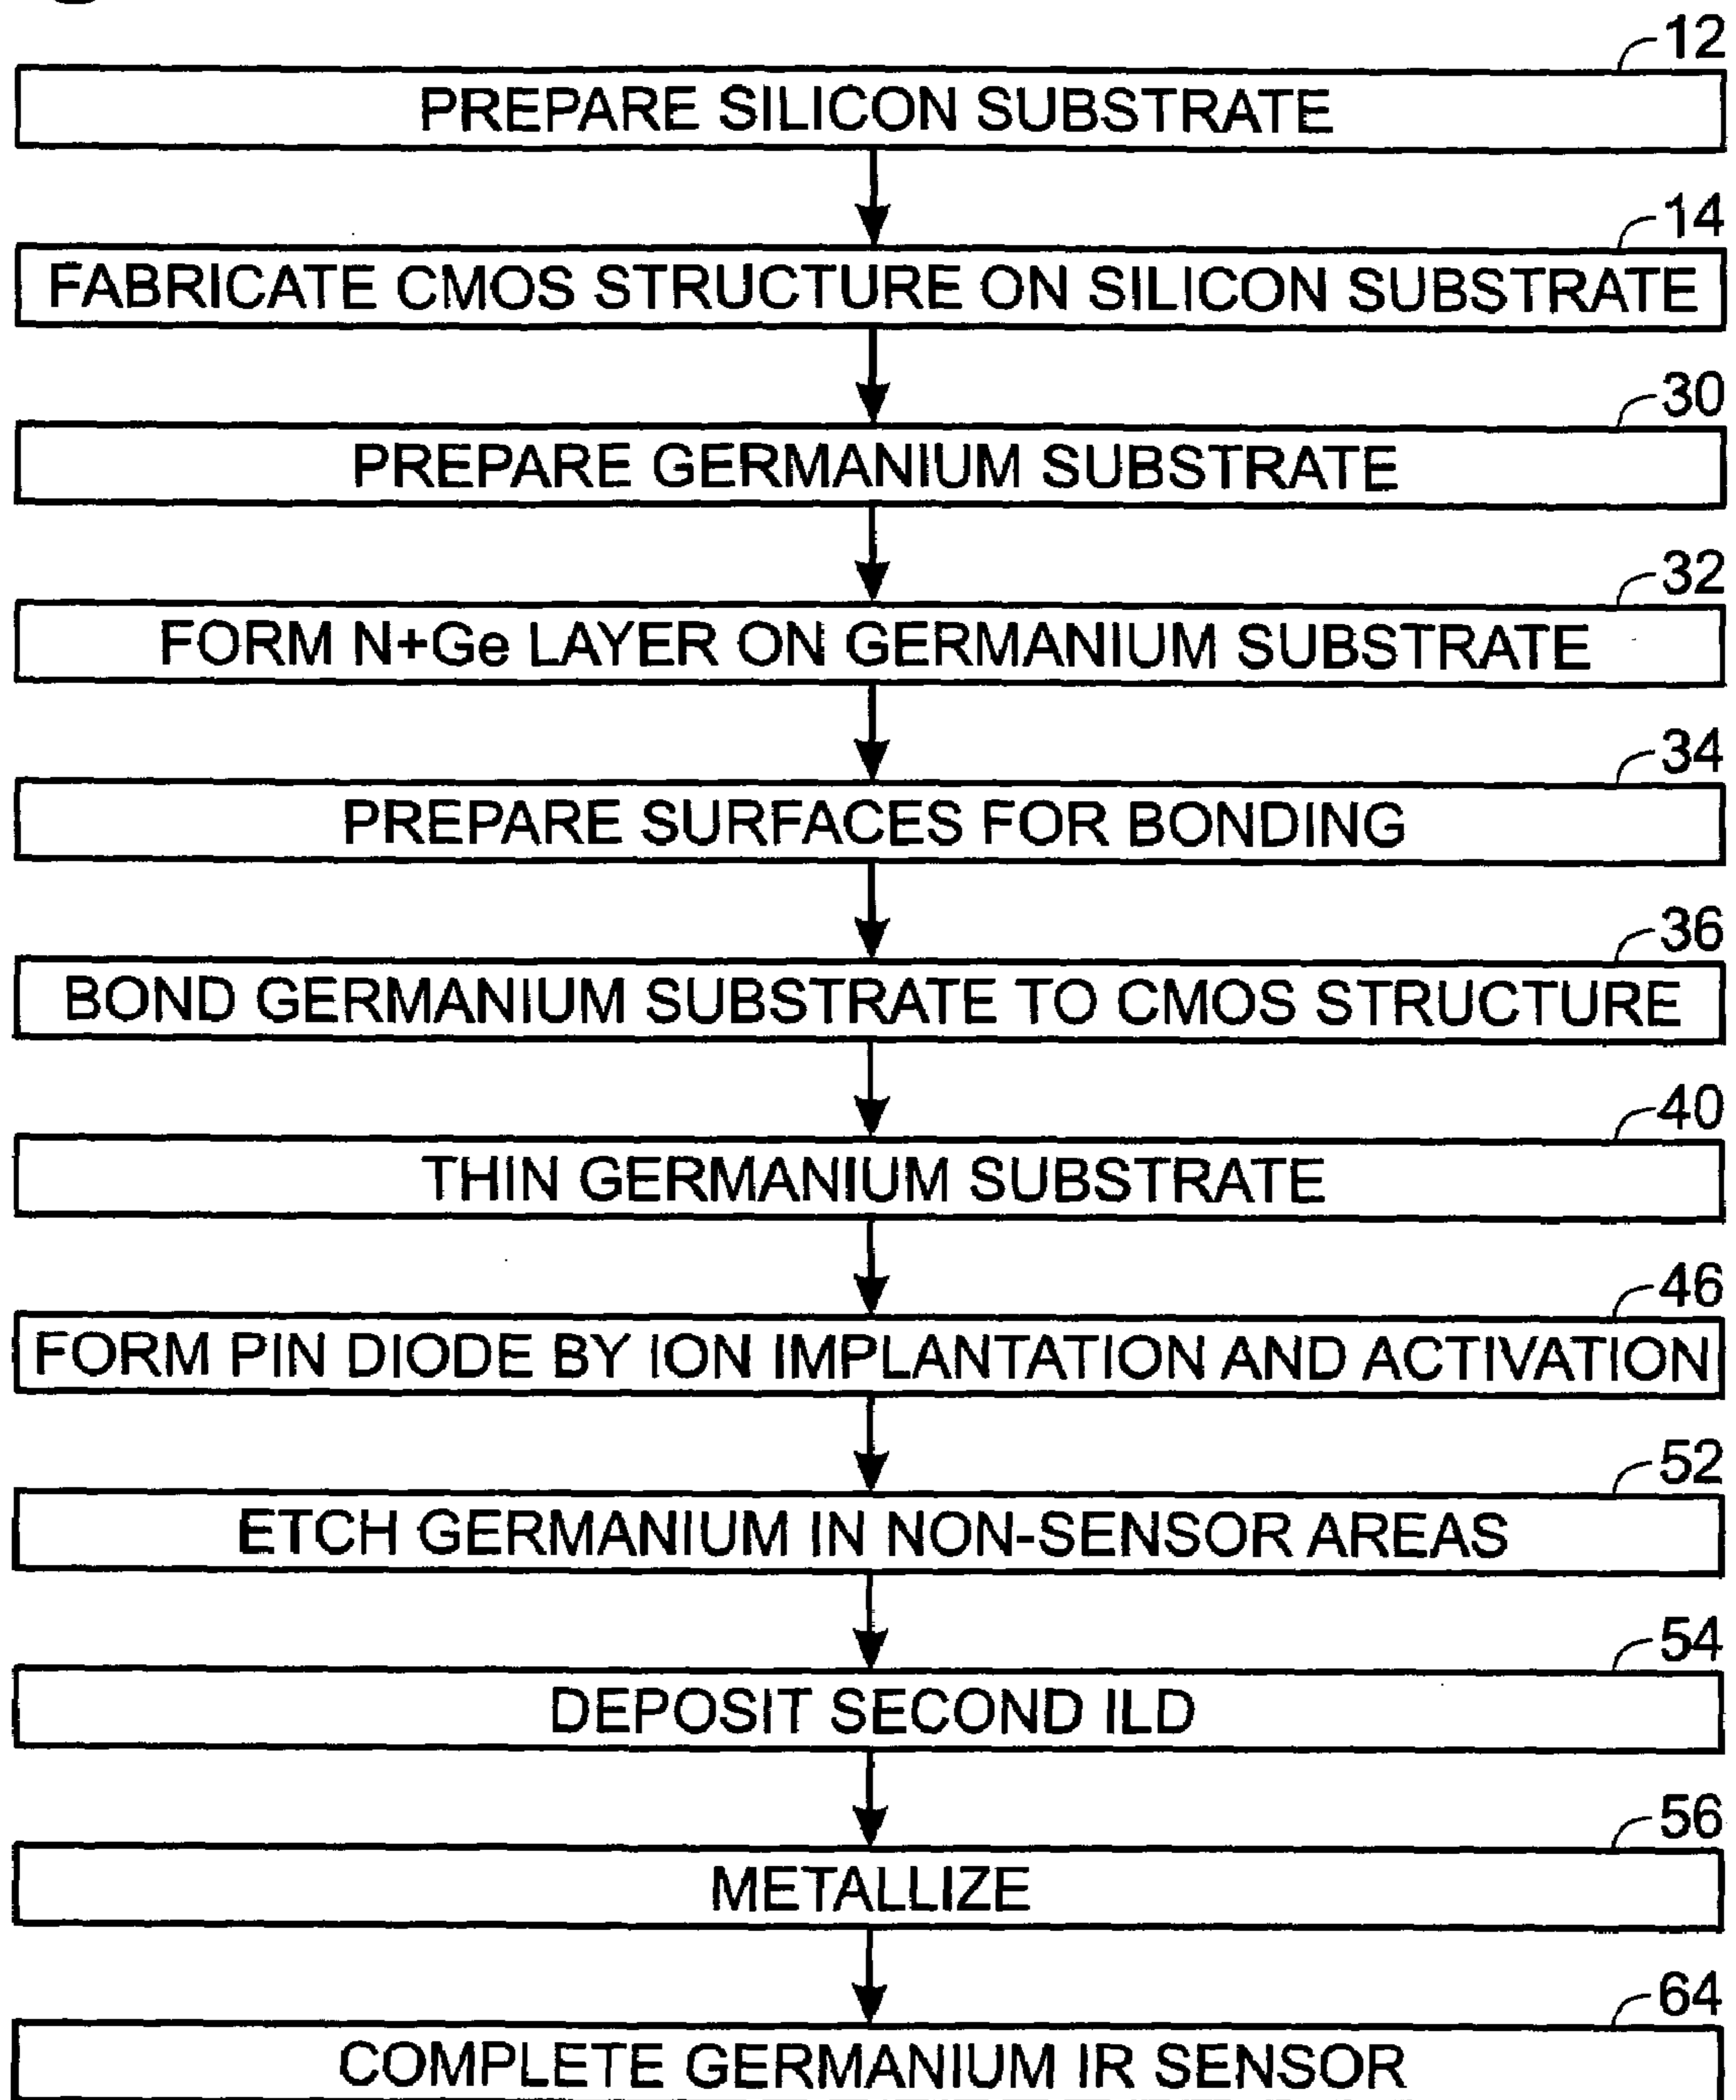 12
PREPARE SILICON SUBSTRATE
14
FABRICATE CMOS STRUCTURE ON SILICON SUBSTRATE
30
PREPARE GERMANIUM SUBSTRATE
32
FORM N+Ge LAYER ON GERMANIUM SUBSTRATE
34
PREPARE SURFACES FOR BONDING
36
BOND GERMANIUM SUBSTRATE TO CMOS STRUCTURE
40
THIN GERMANIUM SUBSTRATE
46
FORM PIN DIODE BY ION IMPLANTATION AND ACTIVATION
52
ETCH GERMANIUM IN NON-SENSOR AREAS
54
DEPOSIT SECOND ILD
56
METALLIZE
64
COMPLETE GERMANIUM IR SENSOR